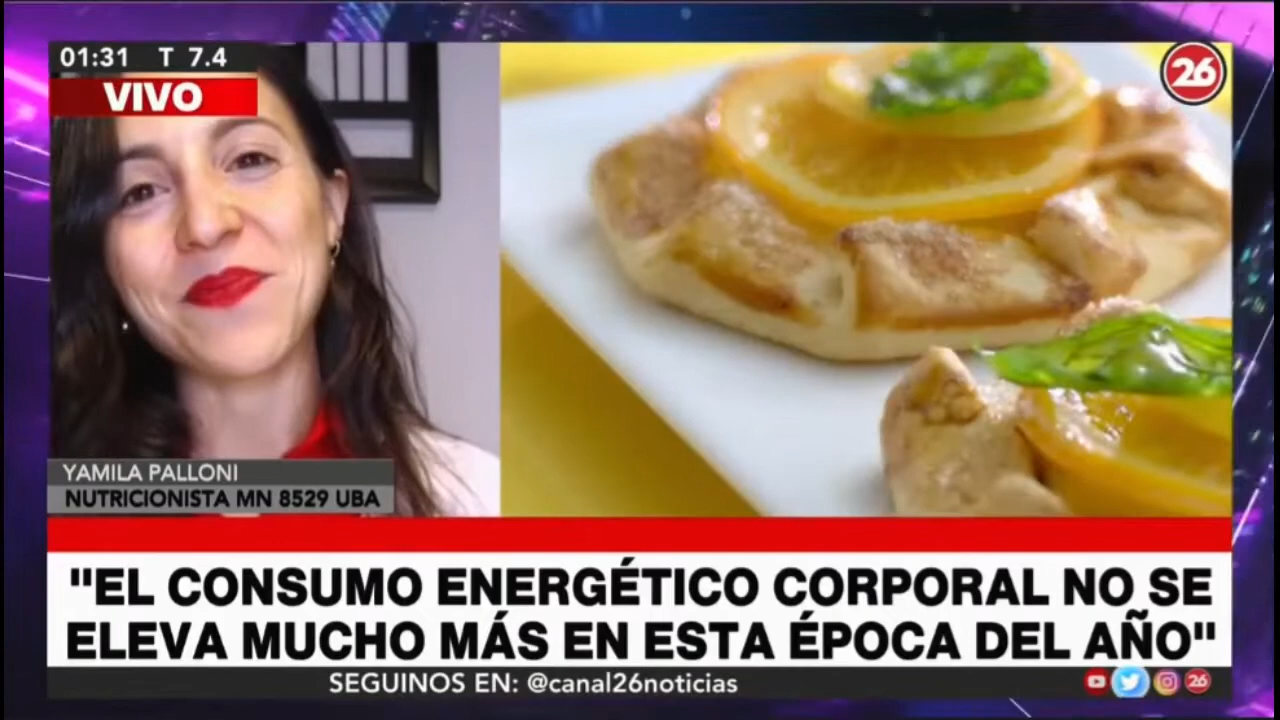 01:31 T 7.4
VIVO
26
YAMILA PALLONI
NUTRICIONISTA MN 8529 UBA
"EL CONSUMO ENERGÉTICO CORPORAL NO SE
ELEVA MUCHO MÁS EN ESTA ÉPOCA DEL AÑO"
SEGUINOS EN: @canal26noticias
26